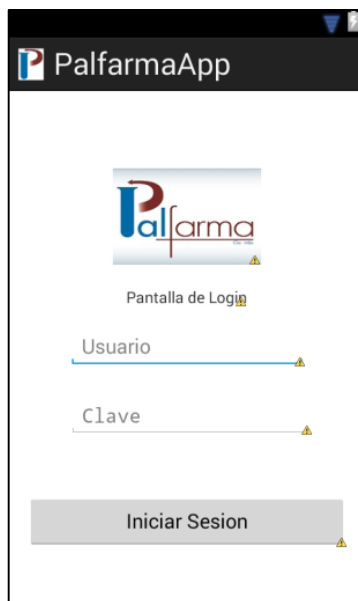 PalfarmaApp
Palfarma
Pantalla de Login
Usuario
Clave
Iniciar Sesion